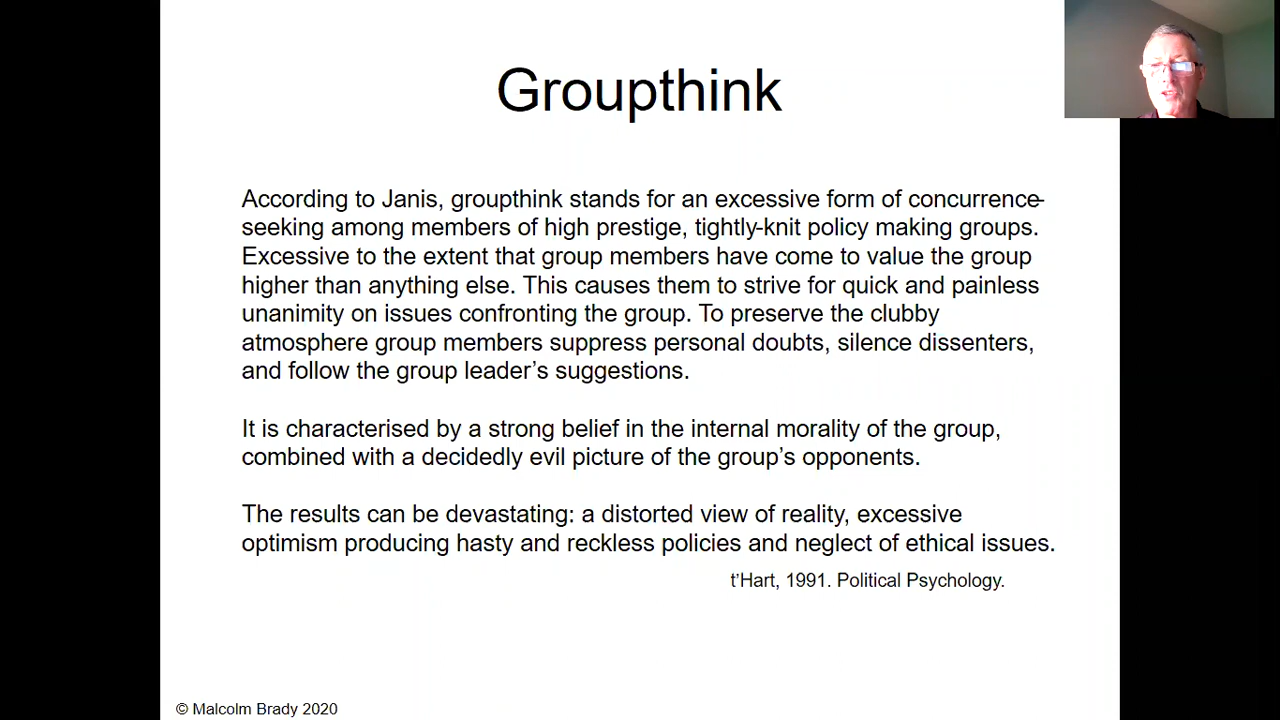 Groupthink
According to Janis, groupthink stands for an excessive form of concurrence-
seeking among members of high prestige, tightly-knit policy making groups.
Excessive to the extent that group members have come to value the group
higher than anything else. This causes them to strive for quick and painless
unanimity on issues confronting the group. To preserve the clubby
atmosphere group members suppress personal doubts, silence dissenters,
and follow the group leader’s suggestions.
It is characterised by a strong belief in the internal morality of the group,
combined with a decidedly evil picture of the group’s opponents.
The results can be devastating: a distorted view of reality, excessive
optimism producing hasty and reckless policies and neglect of ethical issues.
t’Hart, 1991. Political Psychology.
© Malcolm Brady 2020